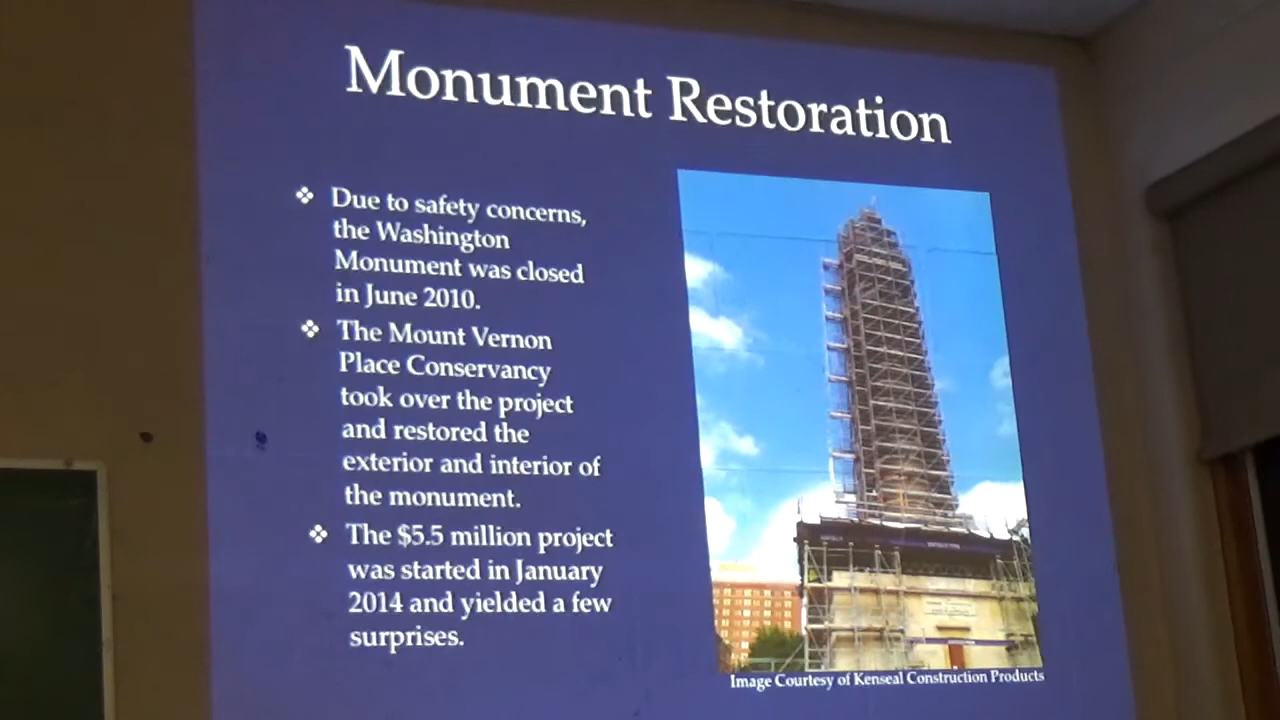 Monument Restoration
❖ Due to safety concerns,
the Washington
Monument was closed
in June 2010.
❖ The Mount Vernon
Place Conservancy
took over the project
and restored the
exterior and interior of
the monument.
❖ The $5.5 million project
was started in January
2014 and yielded a few
surprises.
Image Courtesy of Kenseal Construction Products